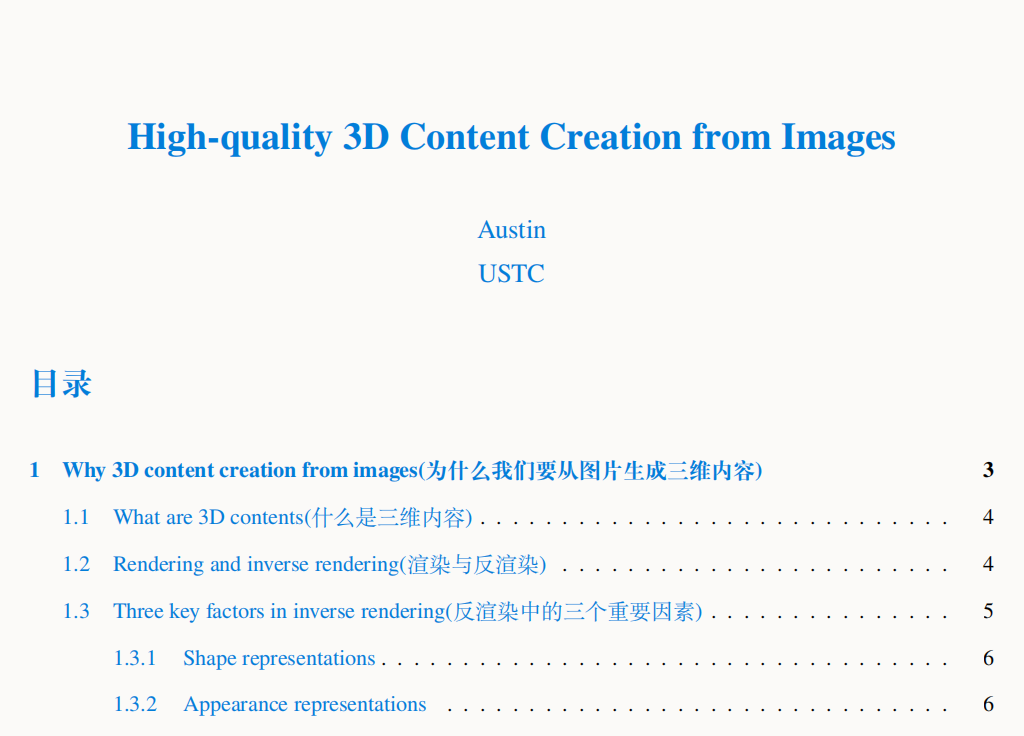 High-quality 3D Content Creation from Images
Austin
USTC
目录
1 Why 3D content creation from images(为什么我们要从图片生成三维内容) 3
1.1 What are 3D contents(什么是三维内容) . . . . . . . . . . . . . . . . . . . . . . . . . . . . . 4
1.2 Rendering and inverse rendering(渲染与反渲染) . . . . . . . . . . . . . . . . . . . . . . . . 4
1.3 Three key factors in inverse rendering(反渲染中的三个重要因素) . . . . . . . . . . . . . . . 5
1.3.1 Shape representations . . . . . . . . . . . . . . . . . . . . . . . . . . . . . . . . . . . 6
1.3.2 Appearance representations . . . . . . . . . . . . . . . . . . . . . . . . . . . . . . . 6